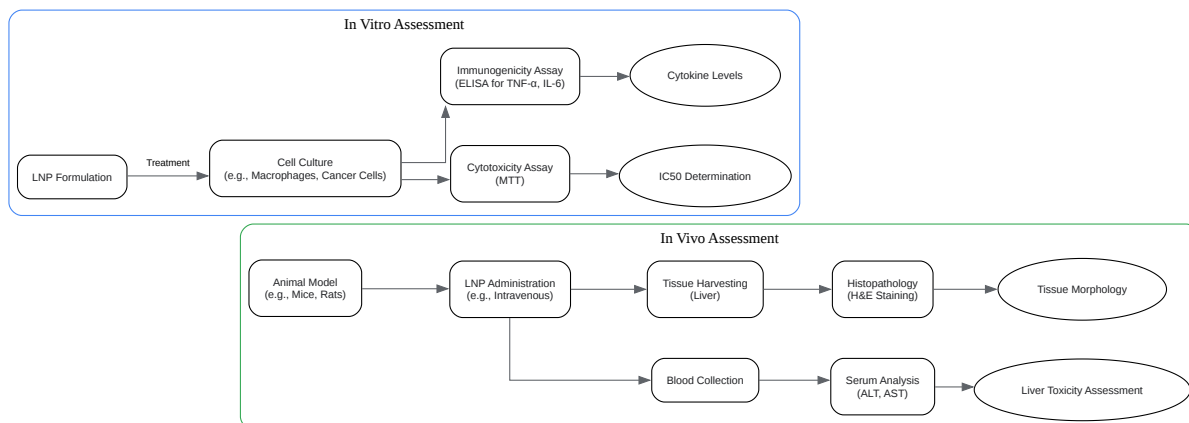 In Vitro Assessment
Immunogenicity Assay
(ELISA for TNF-α, IL-6)
Cytokine Levels
Treatment
LNP Formulation
Cell Culture
(e.g., Macrophages, Cancer Cells)
Cytotoxicity Assay
(MTT)
IC50 Determination
In Vivo Assessment
Animal Model
(e.g., Mice, Rats)
LNP Administration
(e.g., Intravenous)
Tissue Harvesting
(Liver)
Histopathology
(H&E Staining)
Tissue Morphology
Blood Collection
Serum Analysis
(ALT, AST)
Liver Toxicity Assessment